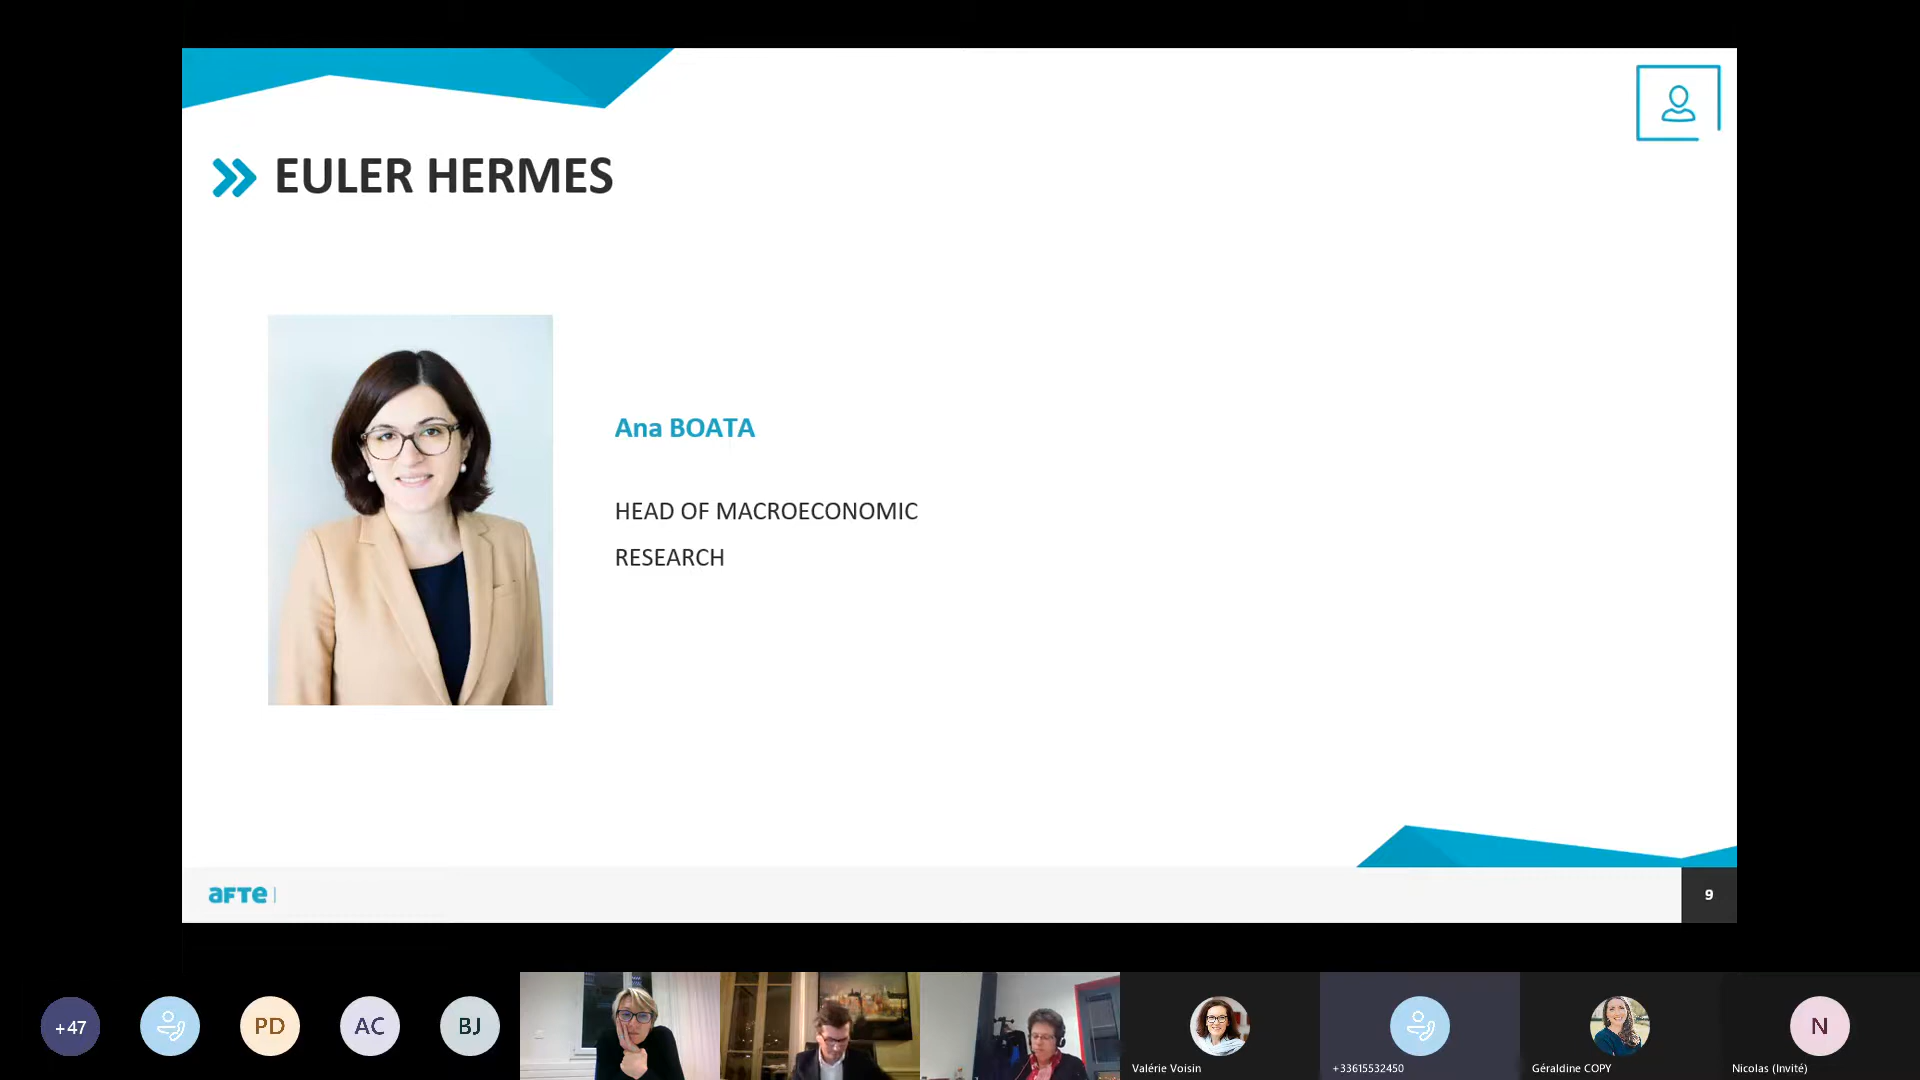 EULER HERMES
Ana BOATA
HEAD OF MACROECONOMIC
RESEARCH
aFTe
9
+47
PD
AC
BJ
N
Valérie Voisin
+33615532450
Géraldine COPY
Nicolas (Invité)